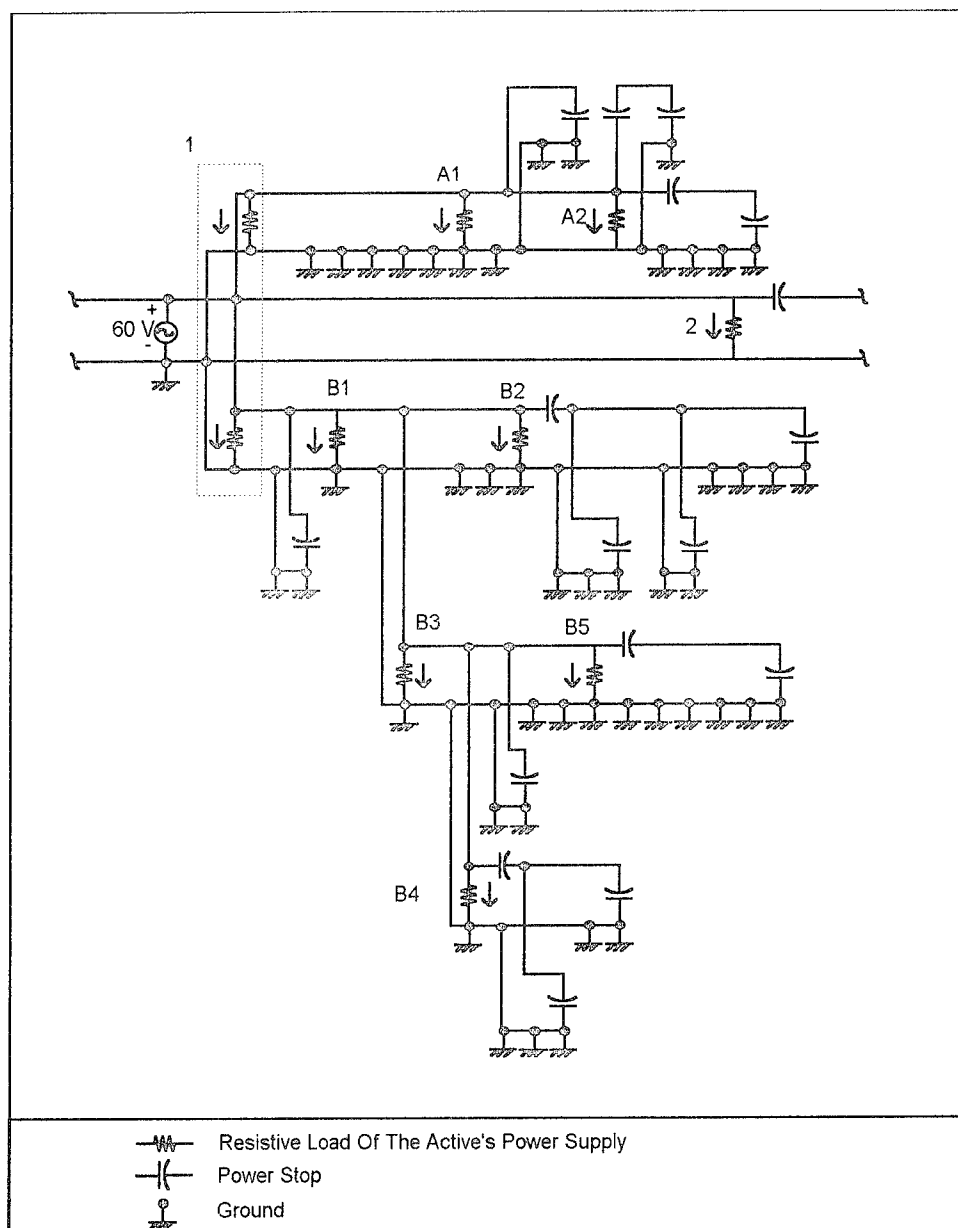 1
A1
A2
+
60 V
-
2
B1
B2
B3
B5
B4
Resistive Load Of The Active's Power Supply
Power Stop
Ground